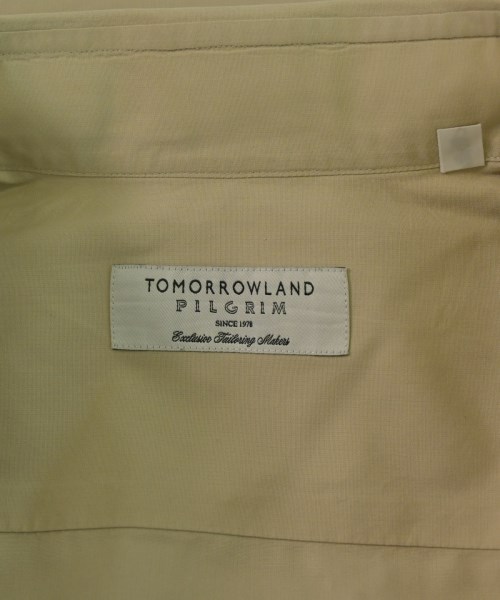 TOMORROWLAND
PILGRIM
SINCE 1978
Exclusive Tailoring Makers